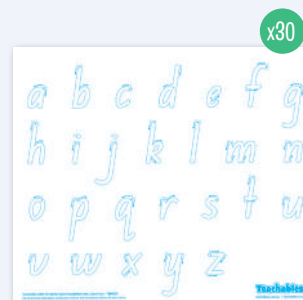 x30
a b c d e f g
h i j k l m n
o p q r s t u
v w x y z
Teachables